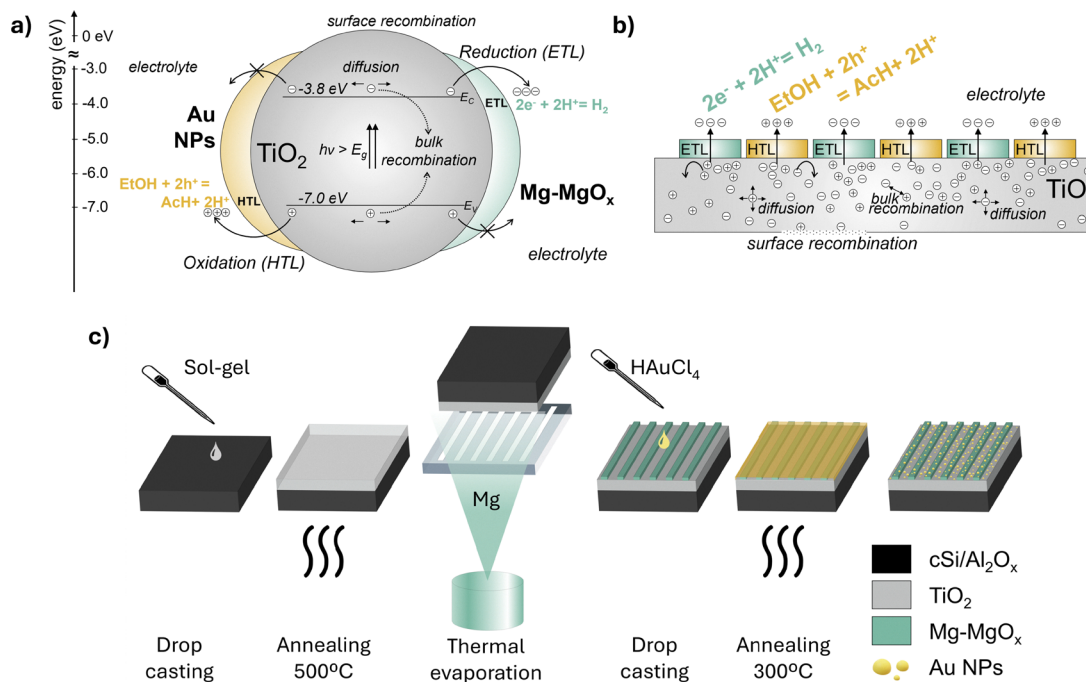 a)
energy (eV)
0 eV
-3.0
-4.0
-5.0
-6.0
-7.0
surface recombination
electrolyte
Reduction (ETL)
diffusion
-3.8 eV
E_C
ETL
2e⁻ + 2H⁺= H₂
Au
NPs
TiO₂
hν > E_g
bulk
recombination
Mg-MgOₓ
EtOH + 2h⁺ =
AcH+ 2H⁺
HTL
-7.0 eV
E_V
Oxidation (HTL)
electrolyte
b)
2e⁻ + 2H⁺= H₂
EtOH + 2h⁺
= AcH+ 2H⁺
electrolyte
ETL
HTL
ETL
HTL
ETL
HTL
TiO
diffusion
bulk
recombination
diffusion
surface recombination
c)
Sol-gel
HAuCl₄
Mg
Drop
casting
Annealing
500ºC
Thermal
evaporation
Drop
casting
Annealing
300ºC
cSi/Al₂Oₓ
TiO₂
Mg-MgOₓ
Au NPs